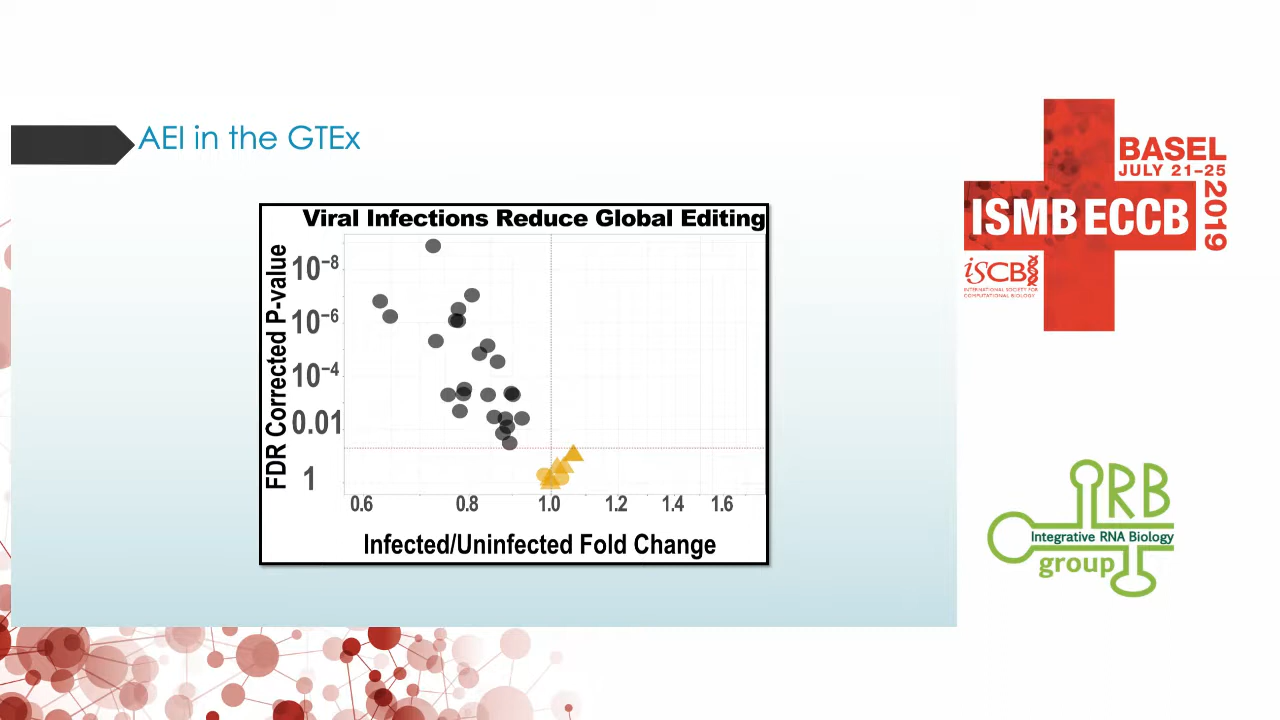 AEI in the GTEx
Viral Infections Reduce Global Editing
FDR Corrected P-value
10⁻⁸
10⁻⁶
10⁻⁴
0.01
1
0.6 0.8 1.0 1.2 1.4 1.6
Infected/Uninfected Fold Change
BASEL
JULY 21–25
2019
ISMB ECCB
iSCB
INTERNATIONAL SOCIETY FOR
COMPUTATIONAL BIOLOGY
iRB
Integrative RNA Biology
group